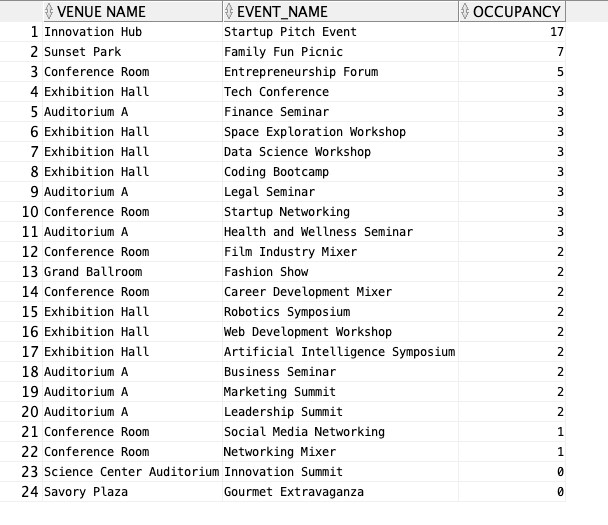 VENUE NAME EVENT_NAME OCCUPANCY
1 Innovation Hub Startup Pitch Event 17
2 Sunset Park Family Fun Picnic 7
3 Conference Room Entrepreneurship Forum 5
4 Exhibition Hall Tech Conference 3
5 Auditorium A Finance Seminar 3
6 Exhibition Hall Space Exploration Workshop 3
7 Exhibition Hall Data Science Workshop 3
8 Exhibition Hall Coding Bootcamp 3
9 Auditorium A Legal Seminar 3
10 Conference Room Startup Networking 3
11 Auditorium A Health and Wellness Seminar 3
12 Conference Room Film Industry Mixer 2
13 Grand Ballroom Fashion Show 2
14 Conference Room Career Development Mixer 2
15 Exhibition Hall Robotics Symposium 2
16 Exhibition Hall Web Development Workshop 2
17 Exhibition Hall Artificial Intelligence Symposium 2
18 Auditorium A Business Seminar 2
19 Auditorium A Marketing Summit 2
20 Auditorium A Leadership Summit 2
21 Conference Room Social Media Networking 1
22 Conference Room Networking Mixer 1
23 Science Center Auditorium Innovation Summit 0
24 Savory Plaza Gourmet Extravaganza 0